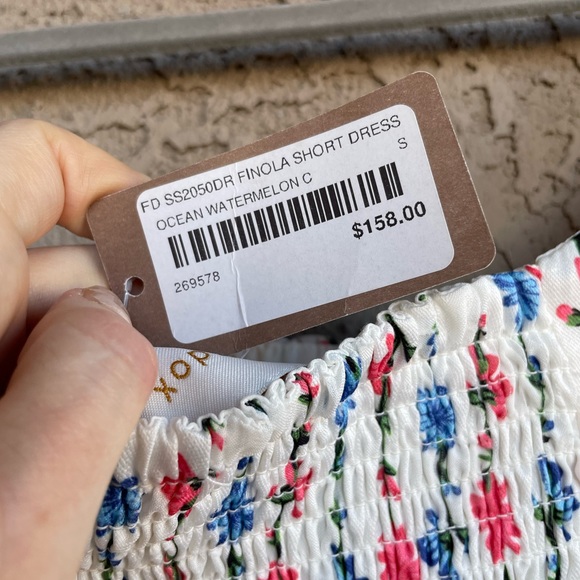 FD SS2050DR FINOLA SHORT DRESS
OCEAN WATERMELON C S
$158.00
269578